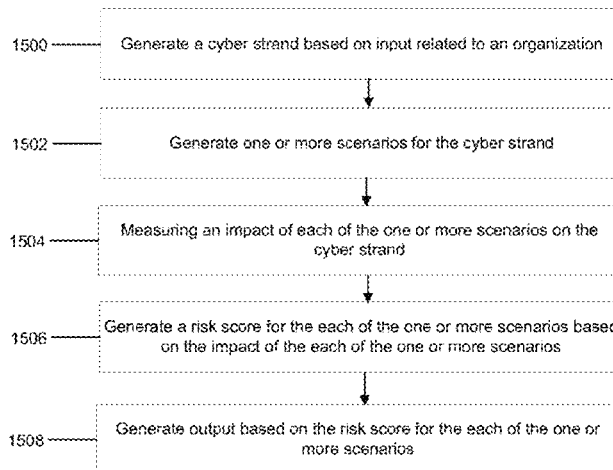 1500 Generate a cyber strand based on input related to an organization
1502 Generate one or more scenarios for the cyber strand
1504 Measuring an impact of each of the one or more scenarios on the
cyber strand
1506 Generate a risk score for the each of the one or more scenarios based
on the impact of the each of the one or more scenarios
1508 Generate output based on the risk score for the each of the one or
more scenarios